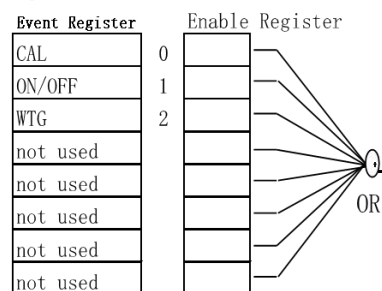 Event Register Enable Register
CAL 0
ON/OFF 1
WTG 2
not used
not used
not used OR
not used
not used